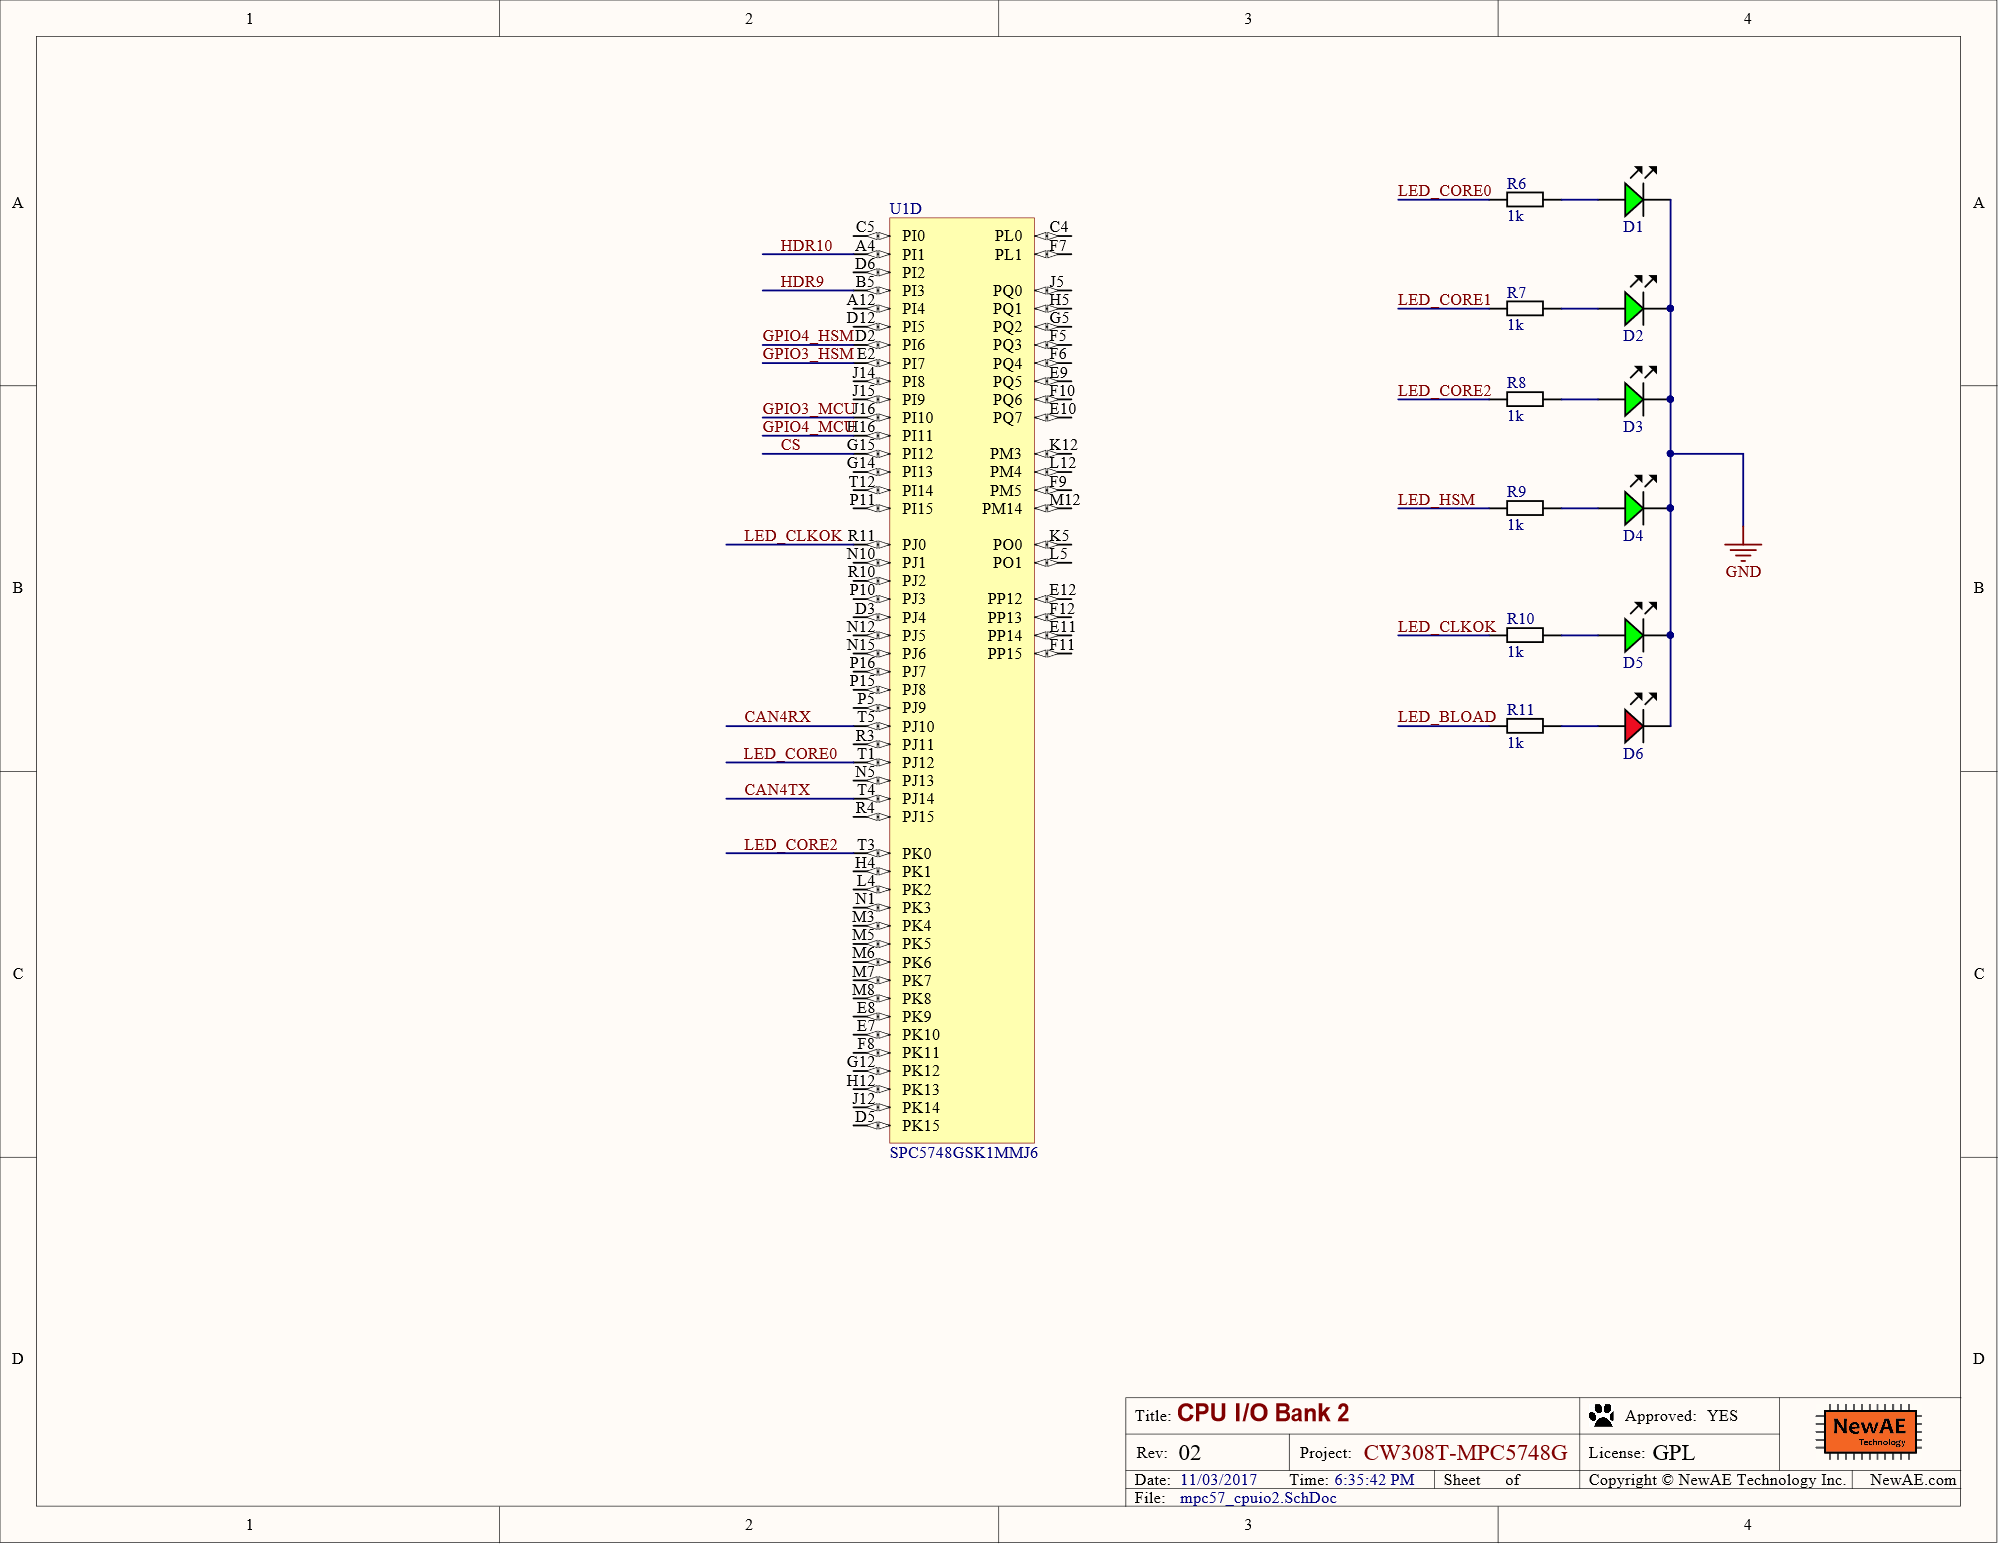 1 2 3 4
A A
B B
C C
D D
U1D
C5 PI0 PL0 C4
HDR10 A4 PI1 PL1 F7
D6 PI2
HDR9 B5 PI3 PQ0 J5
A12 PI4 PQ1 H5
D12 PI5 PQ2 G5
GPIO4_HSM D2 PI6 PQ3 F5
GPIO3_HSM E2 PI7 PQ4 F6
J14 PI8 PQ5 E9
J15 PI9 PQ6 F10
GPIO3_MCU J16 PI10 PQ7 E10
GPIO4_MCU H16 PI11
CS G15 PI12 PM3 K12
G14 PI13 PM4 L12
T12 PI14 PM5 F9
P11 PI15 PM14 M12
LED_CLKOK R11 PJ0 PO0 K5
N10 PJ1 PO1 L5
R10 PJ2
P10 PJ3 PP12 E12
D3 PJ4 PP13 F12
N12 PJ5 PP14 E11
N15 PJ6 PP15 F11
P16 PJ7
P15 PJ8
P5 PJ9
CAN4RX T5 PJ10
R3 PJ11
LED_CORE0 T1 PJ12
N5 PJ13
CAN4TX T4 PJ14
R4 PJ15
LED_CORE2 T3 PK0
H4 PK1
L4 PK2
N1 PK3
M3 PK4
M5 PK5
M6 PK6
M7 PK7
M8 PK8
E8 PK9
E7 PK10
F8 PK11
G12 PK12
H12 PK13
J12 PK14
D5 PK15
SPC5748GSK1MMJ6
LED_CORE0 R6
1k D1
LED_CORE1 R7
1k D2
LED_CORE2 R8
1k D3
LED_HSM R9
1k D4
GND
LED_CLKOK R10
1k D5
LED_BLOAD R11
1k D6
Title: CPU I/O Bank 2 Approved: YES
NewAE
Technology
Rev: 02 Project: CW308T-MPC5748G License: GPL
Date: 11/03/2017 Time: 6:35:42 PM Sheet of Copyright © NewAE Technology Inc. NewAE.com
File: mpc57_cpuio2.SchDoc
1 2 3 4